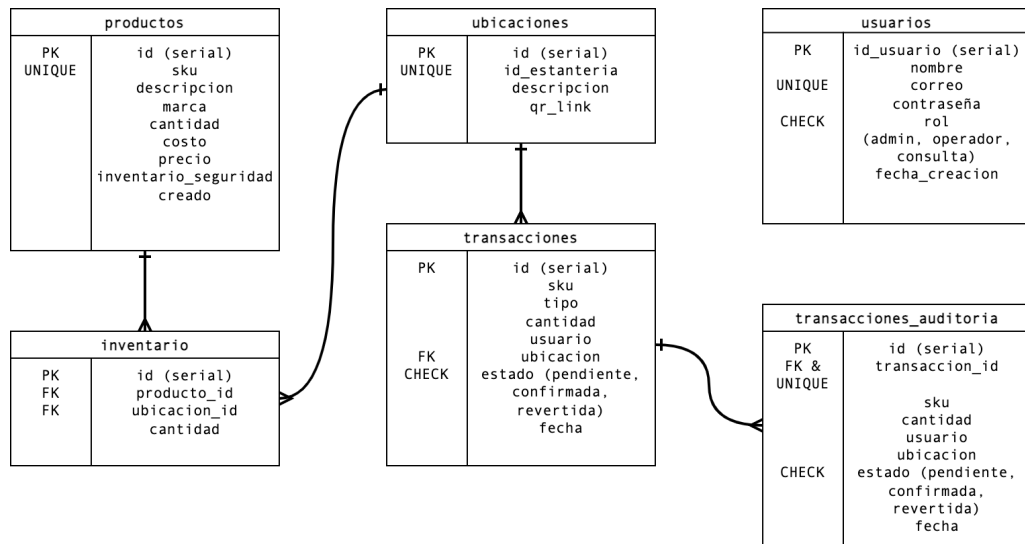 productos
PK id (serial)
UNIQUE sku
descripcion
marca
cantidad
costo
precio
inventario_seguridad
creado
ubicaciones
PK id (serial)
UNIQUE id_estanteria
descripcion
qr_link
usuarios
PK id_usuario (serial)
nombre
UNIQUE correo
contraseña
CHECK rol
(admin, operador,
consulta)
fecha_creacion
inventario
PK id (serial)
FK producto_id
FK ubicacion_id
cantidad
transacciones
PK id (serial)
sku
tipo
cantidad
usuario
FK ubicacion
CHECK estado (pendiente,
confirmada,
revertida)
fecha
transacciones_auditoria
PK id (serial)
FK & transaccion_id
UNIQUE
sku
cantidad
usuario
ubicacion
CHECK estado (pendiente,
confirmada,
revertida)
fecha